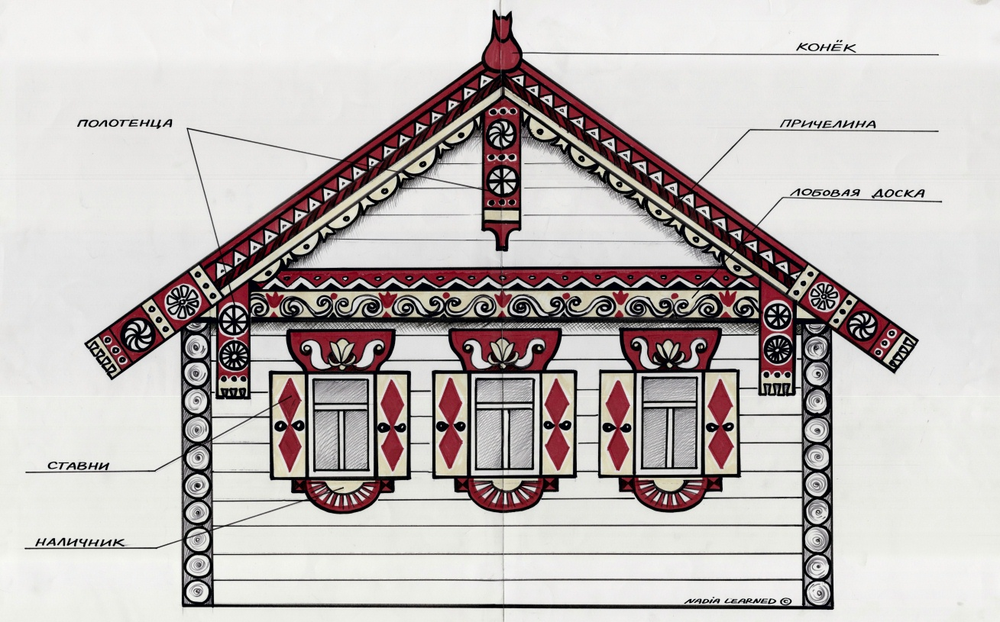 КОНЁК
ПОЛОТЕНЦА
ПРИЧЕЛИНА
ЛОБОВАЯ ДОСКА
СТАВНИ
НАЛИЧНИК
NADiA LEARNED ©